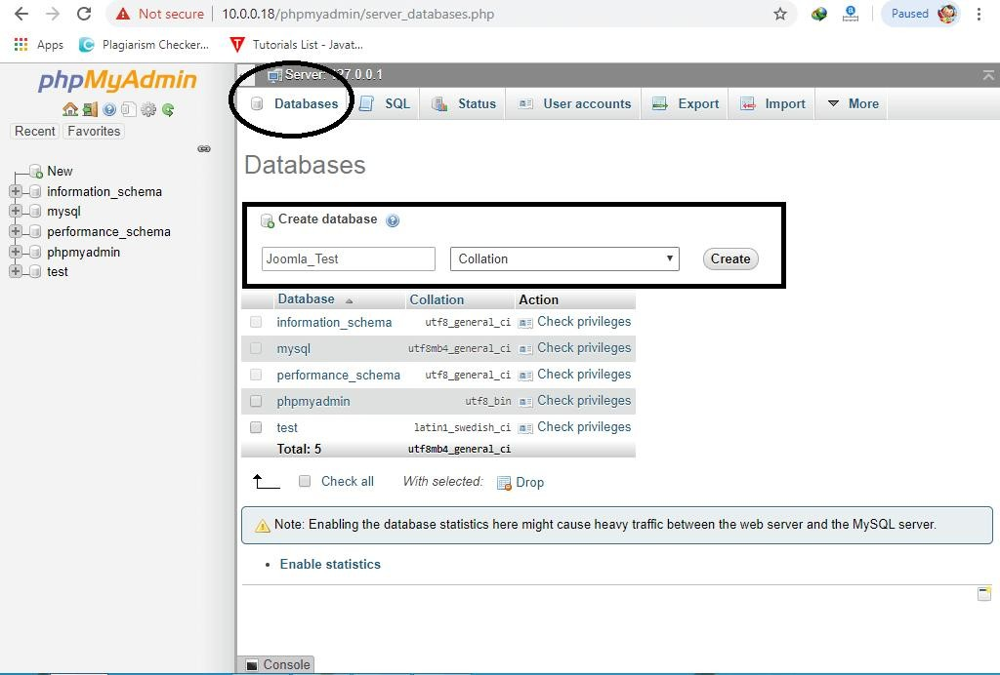 Not secure 10.0.0.18/phpmyadmin/server_databases.php Paused
Apps Plagiarism Checker... Tutorials List - Javat...
phpMyAdmin
Recent Favorites
New
information_schema
mysql
performance_schema
phpmyadmin
test
Server: 127.0.0.1
Databases SQL Status User accounts Export Import More
Databases
Create database
Joomla_Test Collation Create
Database Collation Action
information_schema utf8_general_ci Check privileges
mysql utf8mb4_general_ci Check privileges
performance_schema utf8_general_ci Check privileges
phpmyadmin utf8_bin Check privileges
test latin1_swedish_ci Check privileges
Total: 5 utf8mb4_general_ci
Check all With selected: Drop
Note: Enabling the database statistics here might cause heavy traffic between the web server and the MySQL server.
• Enable statistics
Console